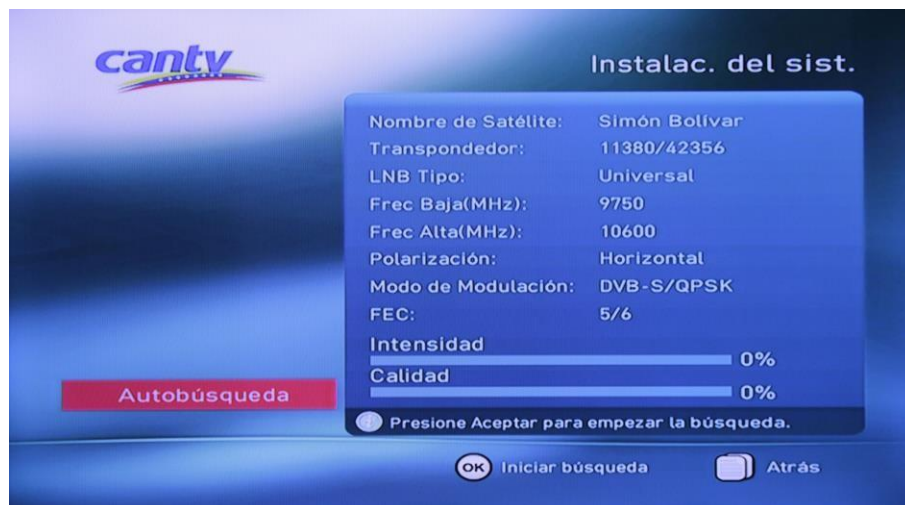 cantv
Instalac. del sist.
Nombre de Satélite: Simón Bolívar
Transpondedor: 11380/42356
LNB Tipo: Universal
Frec Baja(MHz): 9750
Frec Alta(MHz): 10600
Polarización: Horizontal
Modo de Modulación: DVB-S/QPSK
FEC: 5/6
Intensidad
0%
Calidad
0%
Autobúsqueda
Presione Aceptar para empezar la búsqueda.
OK Iniciar búsqueda Atrás